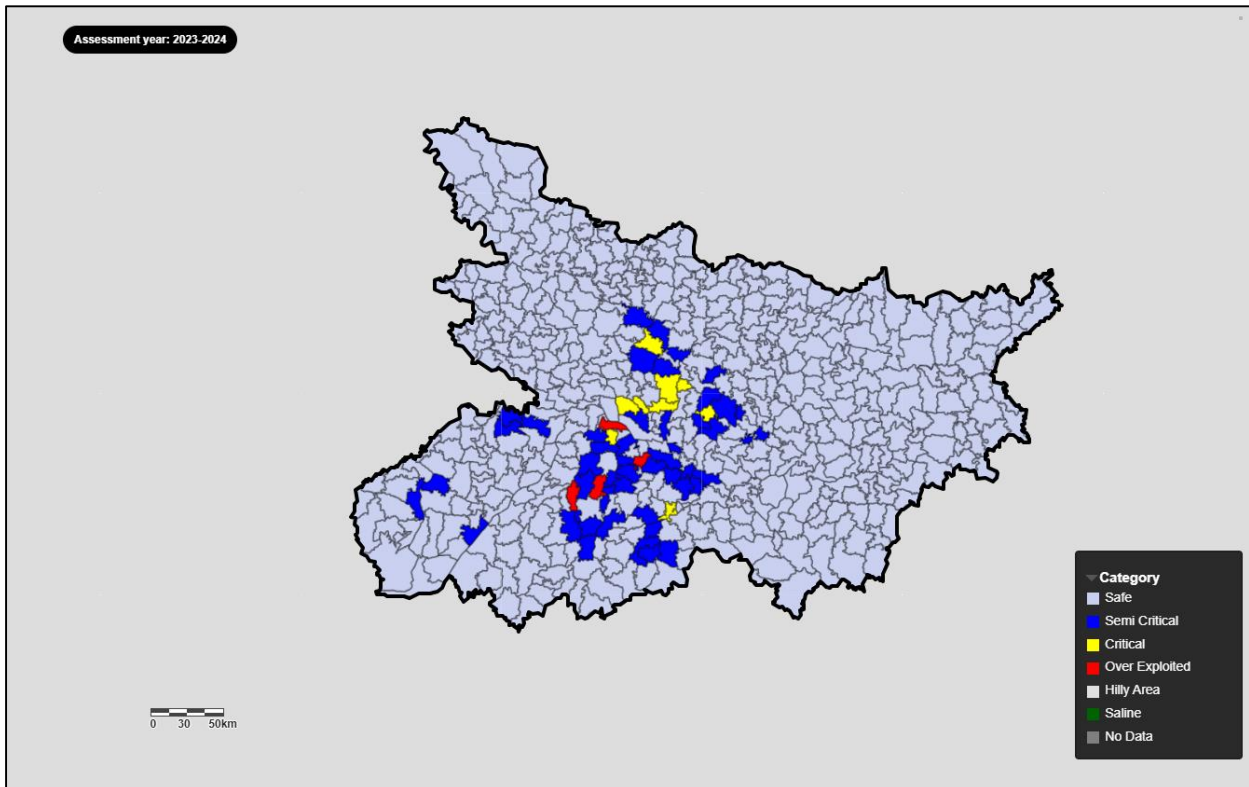 Assessment year: 2023-2024
Category
Safe
Semi Critical
Critical
Over Exploited
Hilly Area
Saline
No Data
0 30 50km